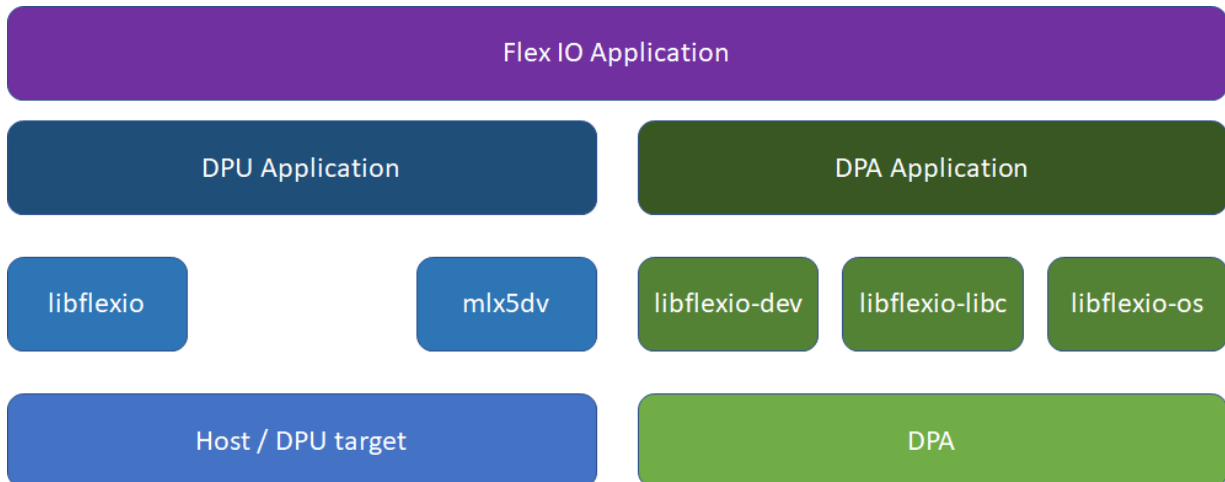 Flex IO Application
DPU Application
DPA Application
libflexio
mlx5dv
libflexio-dev
libflexio-libc
libflexio-os
Host / DPU target
DPA